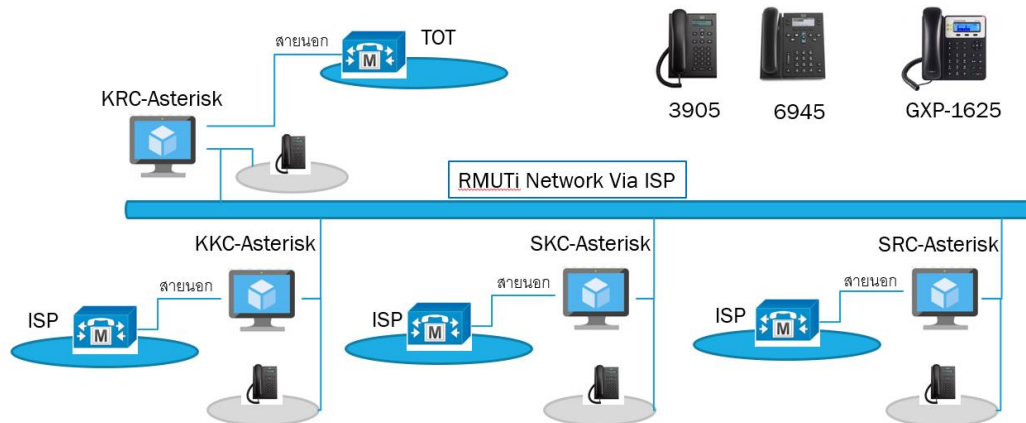 สายนอก
TOT
KRC-Asterisk
M
3905
6945
GXP-1625
RMUTi Network Via ISP
KKC-Asterisk
SKC-Asterisk
SRC-Asterisk
สายนอก
สายนอก
สายนอก
ISP
M
ISP
M
ISP
M